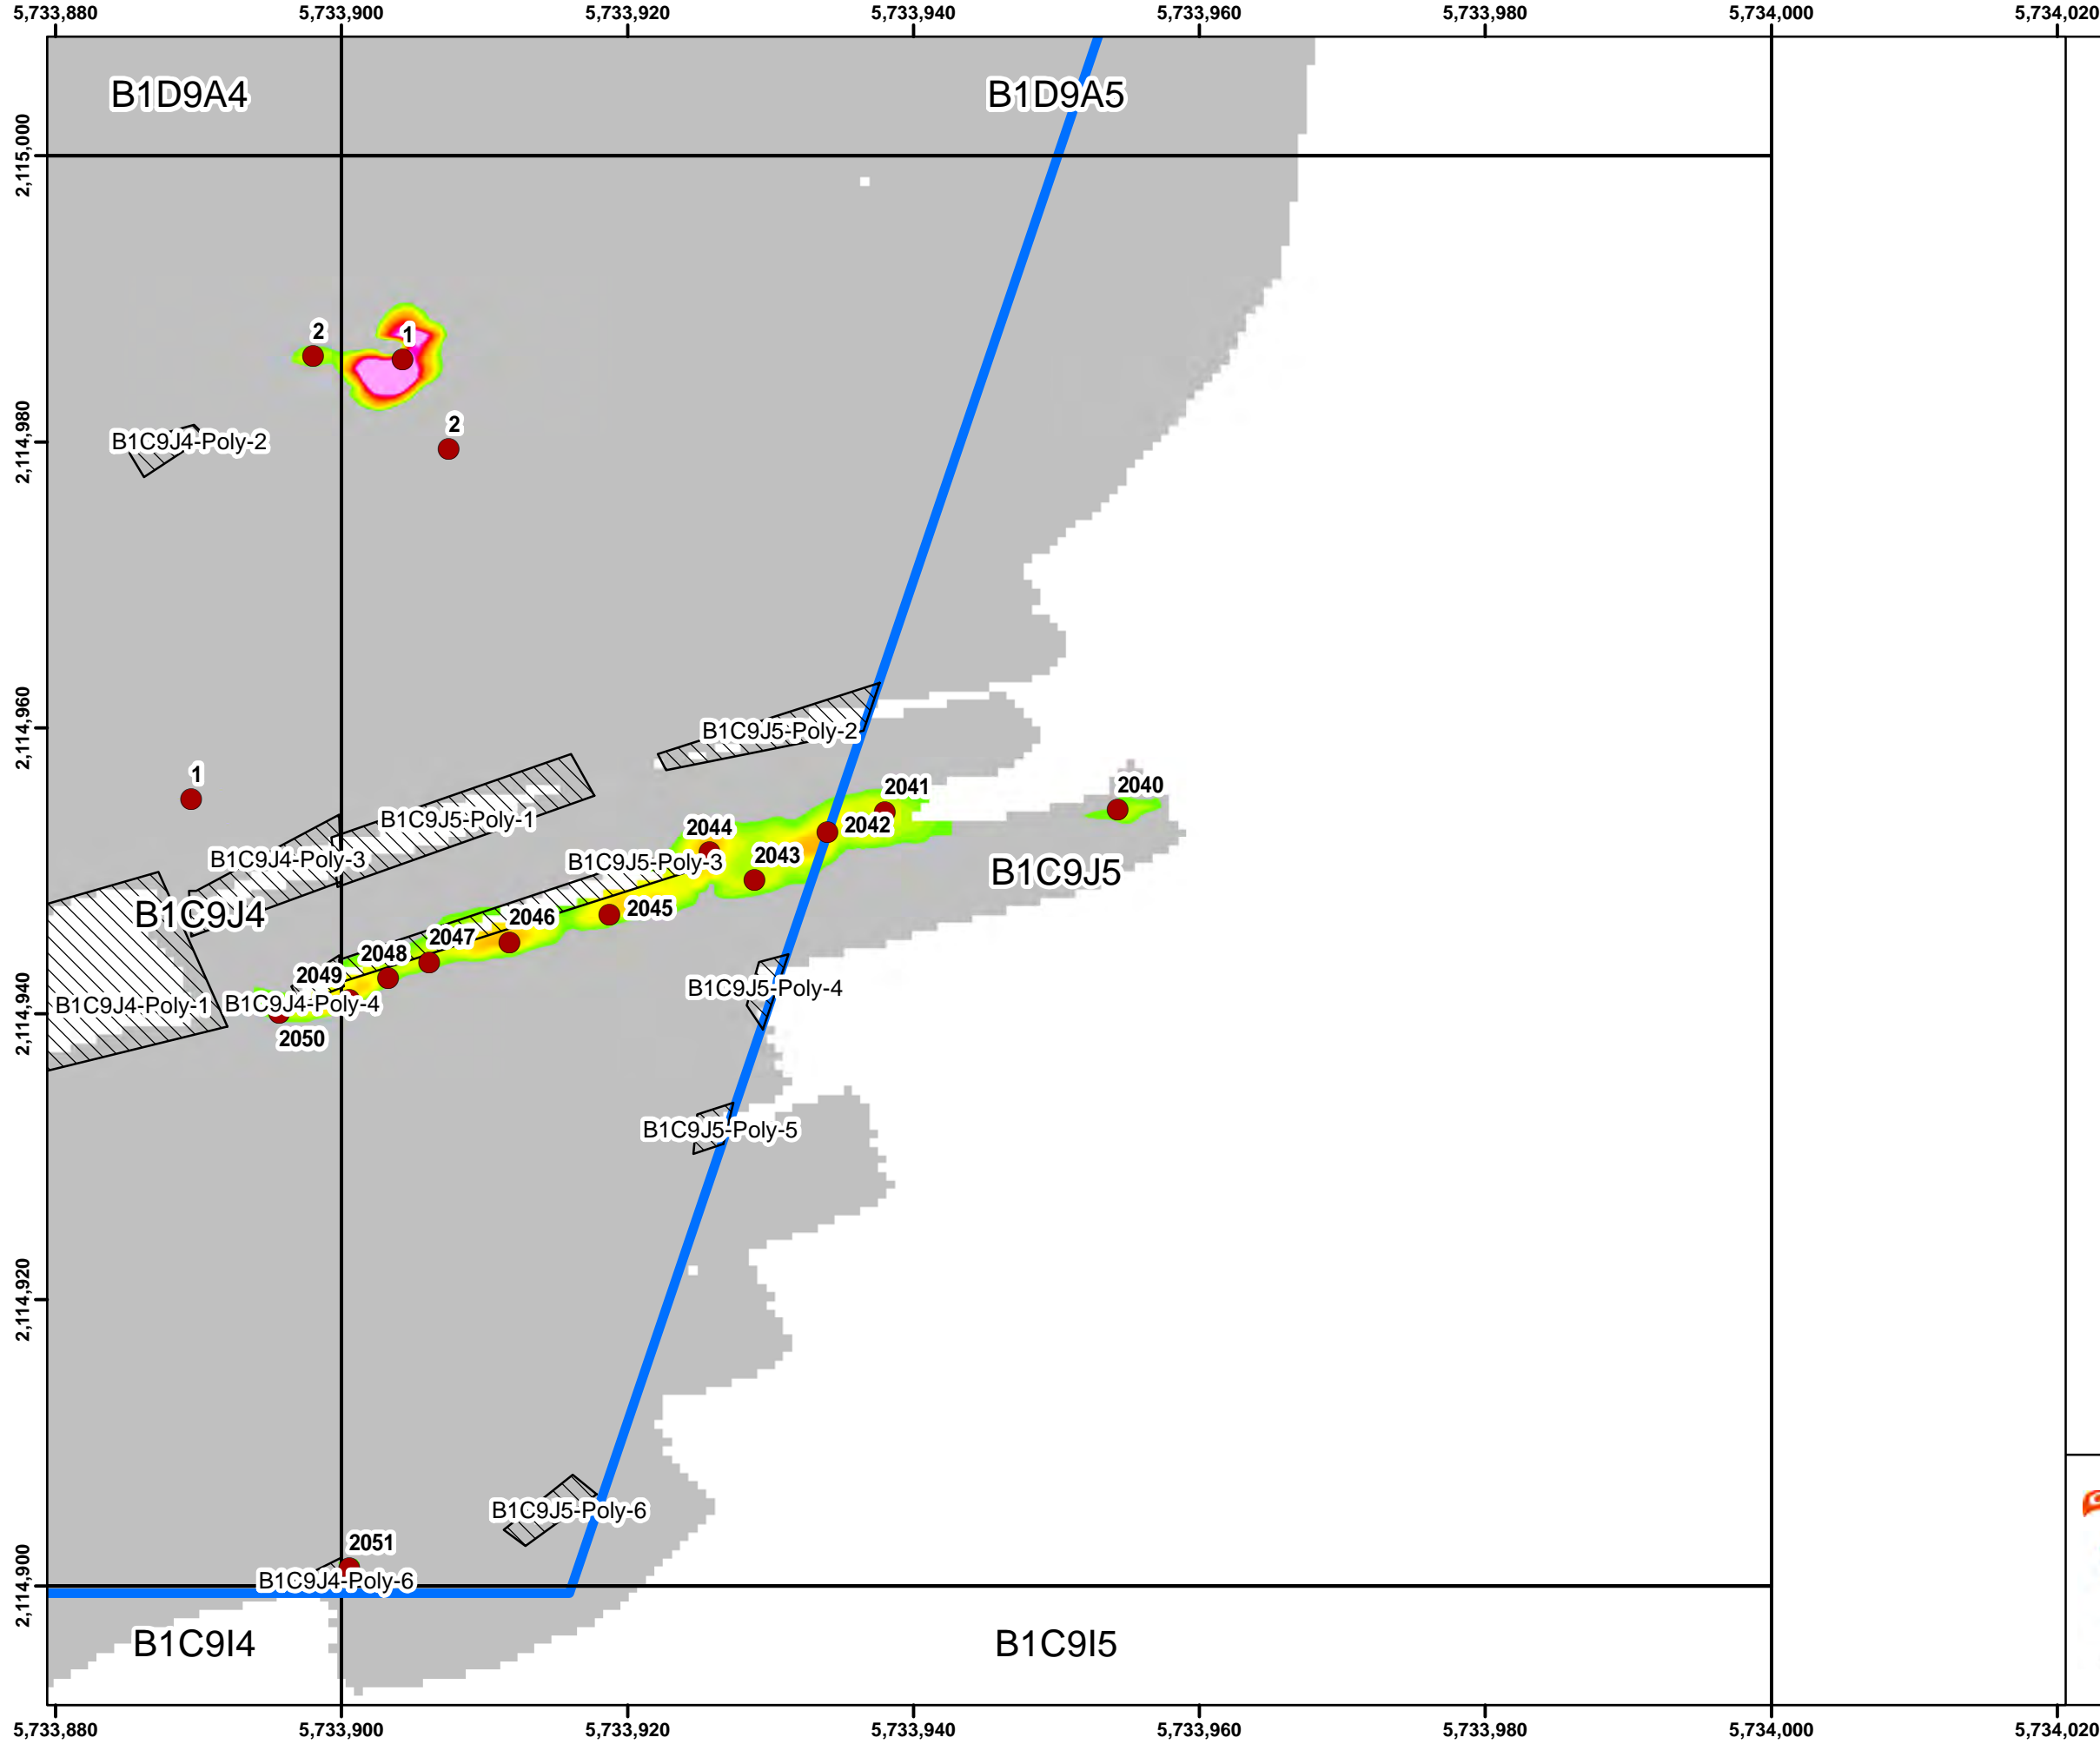 5,733,880 5,733,900 5,733,920 5,733,940 5,733,960 5,733,980 5,734,000 5,734,020
B1D9A4 B1D9A5
2,115,000
2 1
2
2,114,980
B1C9J4-Poly-2
2,114,960
B1C9J5-Poly-2
1
2041 2040
B1C9J5-Poly-1
2044 2042
B1C9J4-Poly-3 B1C9J5-Poly-3 2043
B1C9J5
B1C9J4 2046 2045
2047
2048
2049
B1C9J5-Poly-4
B1C9J4-Poly-1 B1C9J4-Poly-4
2,114,940
2050
B1C9J5-Poly-5
2,114,920
B1C9J5-Poly-6
2051
B1C9J4-Poly-6
2,114,900
B1C9I4 B1C9I5
5,733,880 5,733,900 5,733,920 5,733,940 5,733,960 5,733,980 5,734,000 5,734,020